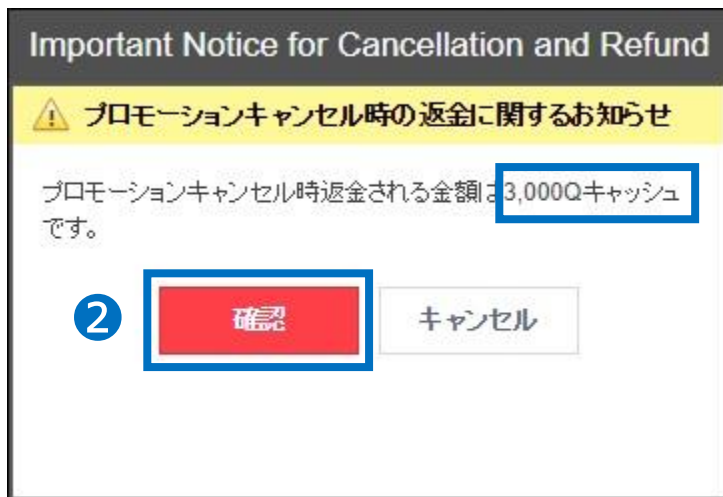 Important Notice for Cancellation and Refund
プロモーションキャンセル時の返金に関するお知らせ
プロモーションキャンセル時返金される金額は3,000Qキャッシュ
です。
2 確認 キャンセル